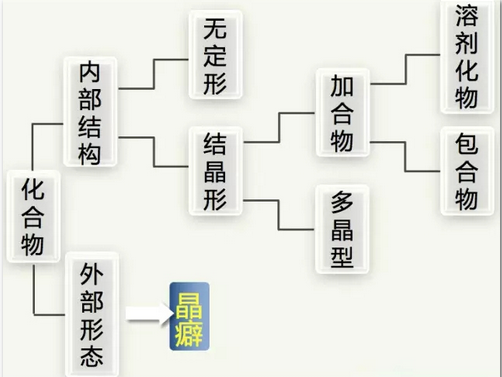 化合物
内部结构
无定形
结晶形
加合物
溶剂化物
包合物
多晶型
外部形态
晶癖